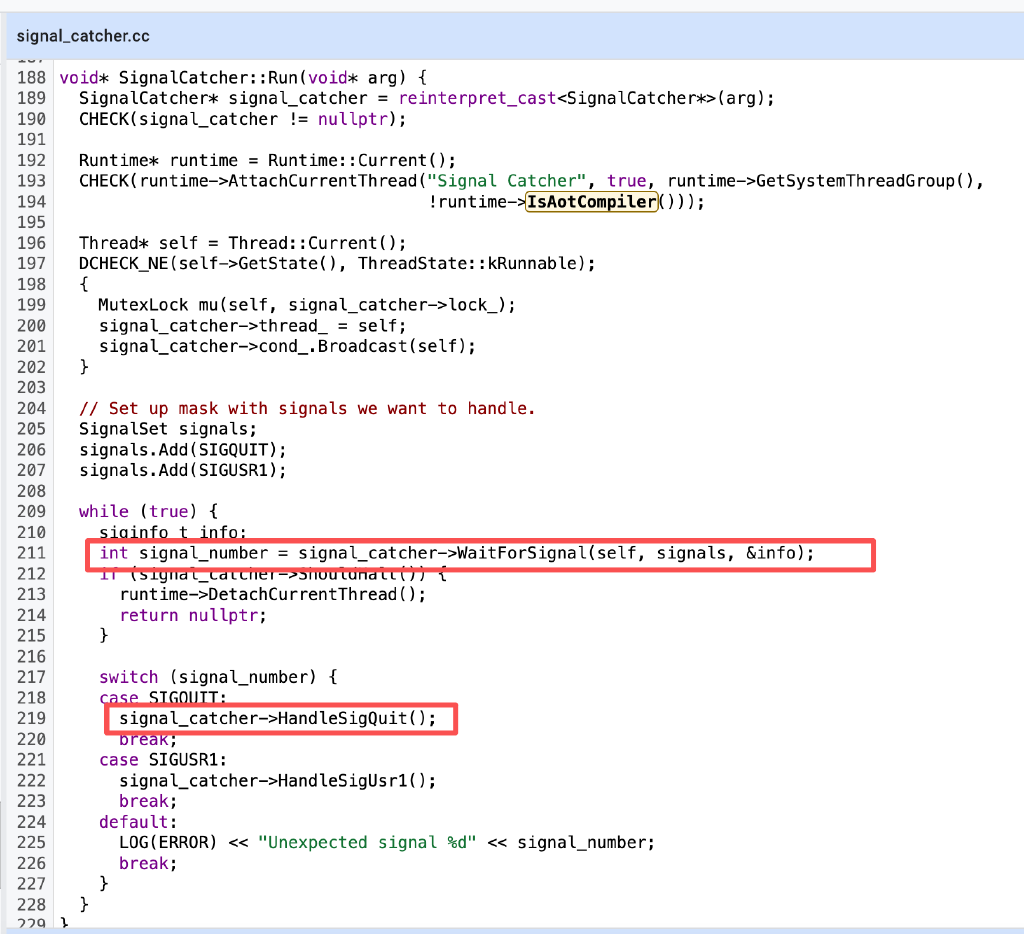 signal_catcher.cc
187
188 void* SignalCatcher::Run(void* arg) {
189   SignalCatcher* signal_catcher = reinterpret_cast<SignalCatcher*>(arg);
190   CHECK(signal_catcher != nullptr);
191
192   Runtime* runtime = Runtime::Current();
193   CHECK(runtime->AttachCurrentThread("Signal Catcher", true, runtime->GetSystemThreadGroup(),
194                                      !runtime->IsAotCompiler()));
195
196   Thread* self = Thread::Current();
197   DCHECK_NE(self->GetState(), ThreadState::kRunnable);
198   {
199     MutexLock mu(self, signal_catcher->lock_);
200     signal_catcher->thread_ = self;
201     signal_catcher->cond_.Broadcast(self);
202   }
203
204   // Set up mask with signals we want to handle.
205   SignalSet signals;
206   signals.Add(SIGQUIT);
207   signals.Add(SIGUSR1);
208
209   while (true) {
210     siginfo_t info;
211     int signal_number = signal_catcher->WaitForSignal(self, signals, &info);
212     if (signal_catcher->ShouldHalt()) {
213       runtime->DetachCurrentThread();
214       return nullptr;
215     }
216
217     switch (signal_number) {
218     case SIGQUIT:
219       signal_catcher->HandleSigQuit();
220       break;
221     case SIGUSR1:
222       signal_catcher->HandleSigUsr1();
223       break;
224     default:
225       LOG(ERROR) << "Unexpected signal %d" << signal_number;
226       break;
227     }
228   }
229 }